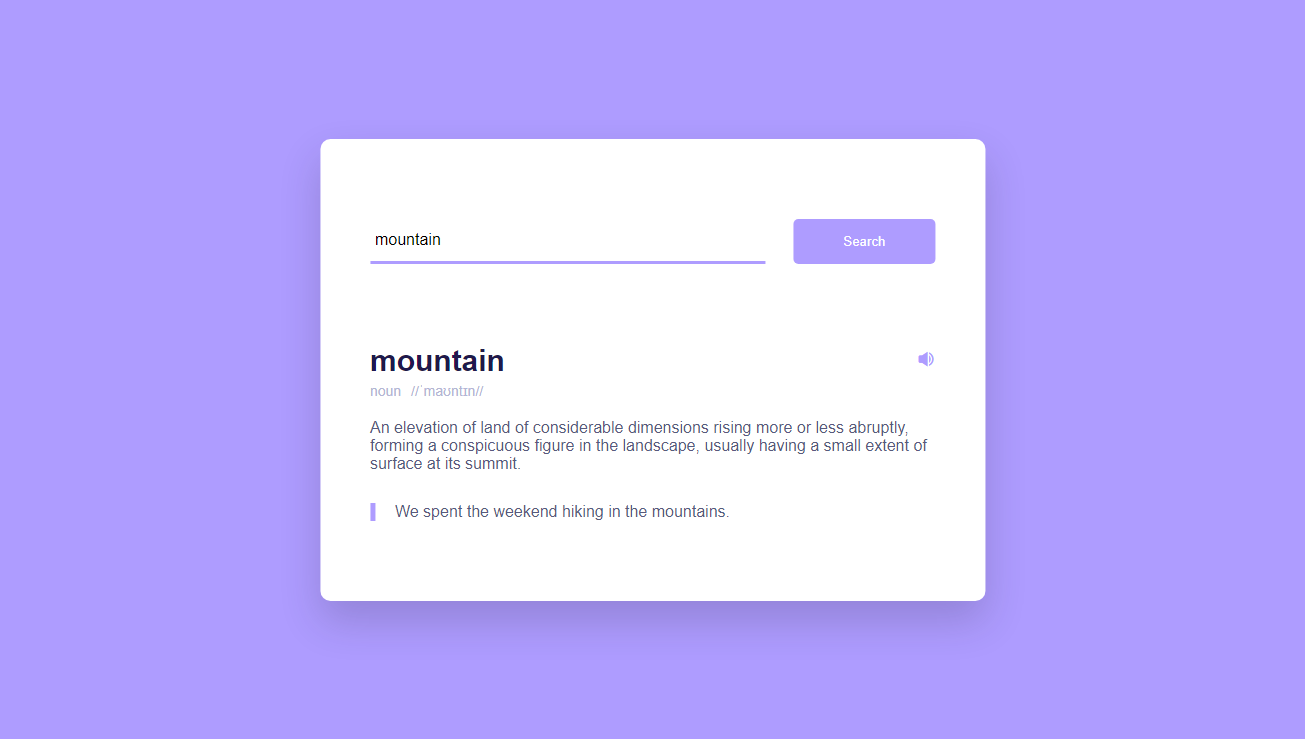 mountain
Search
mountain
noun //ˈmaʊntɪn//
An elevation of land of considerable dimensions rising more or less abruptly,
forming a conspicuous figure in the landscape, usually having a small extent of
surface at its summit.
We spent the weekend hiking in the mountains.